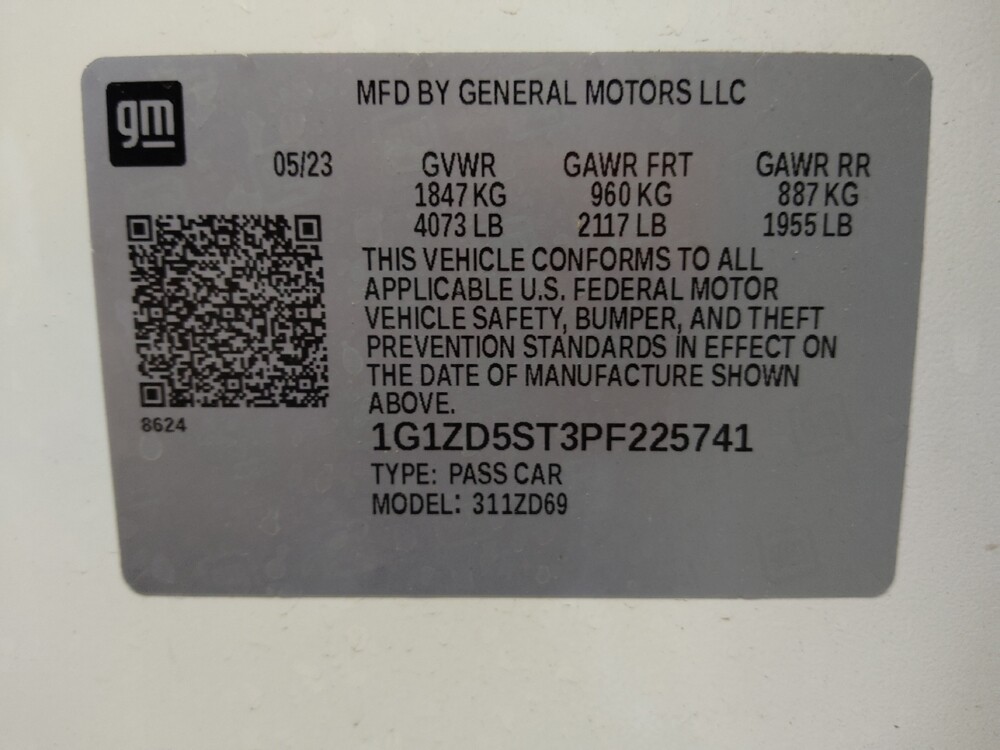 gm
MFD BY GENERAL MOTORS LLC
05/23 GVWR GAWR FRT GAWR RR
1847 KG 960 KG 887 KG
4073 LB 2117 LB 1955 LB
THIS VEHICLE CONFORMS TO ALL
APPLICABLE U.S. FEDERAL MOTOR
VEHICLE SAFETY, BUMPER, AND THEFT
PREVENTION STANDARDS IN EFFECT ON
THE DATE OF MANUFACTURE SHOWN
ABOVE.
8624
1G1ZD5ST3PF225741
TYPE: PASS CAR
MODEL: 311ZD69